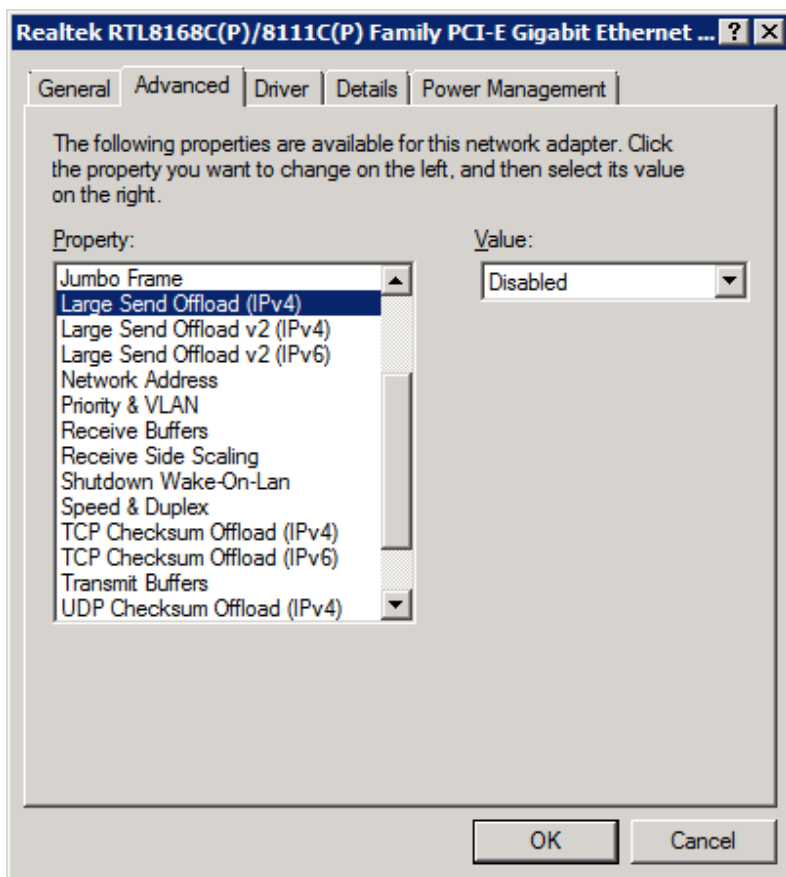 Realtek RTL8168C(P)/8111C(P) Family PCI-E Gigabit Ethernet ... ? X
General Advanced Driver Details Power Management
The following properties are available for this network adapter. Click
the property you want to change on the left, and then select its value
on the right.
Property:
Value:
Jumbo Frame
Disabled
Large Send Offload (IPv4)
Large Send Offload v2 (IPv4)
Large Send Offload v2 (IPv6)
Network Address
Priority & VLAN
Receive Buffers
Receive Side Scaling
Shutdown Wake-On-Lan
Speed & Duplex
TCP Checksum Offload (IPv4)
TCP Checksum Offload (IPv6)
Transmit Buffers
UDP Checksum Offload (IPv4)
OK
Cancel